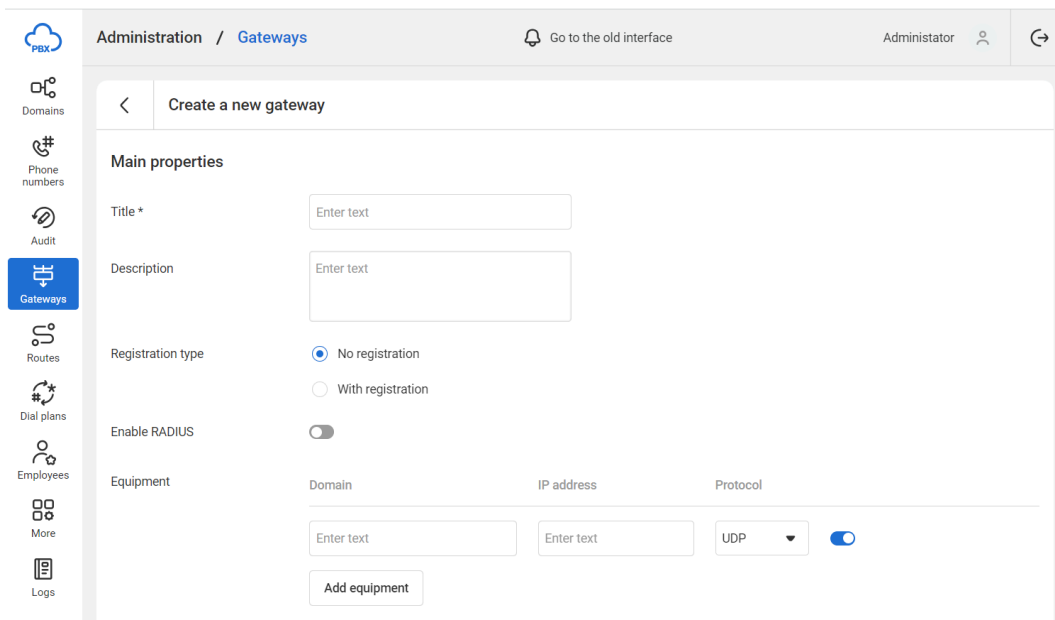 PBX
Administration / Gateways
Go to the old interface
Administator
Domains
Phone
numbers
Audit
Gateways
Routes
Dial plans
Employees
More
Logs
Create a new gateway
Main properties
Title *
Enter text
Description
Enter text
Registration type
No registration
With registration
Enable RADIUS
Equipment
Domain IP address Protocol
Enter text Enter text UDP
Add equipment